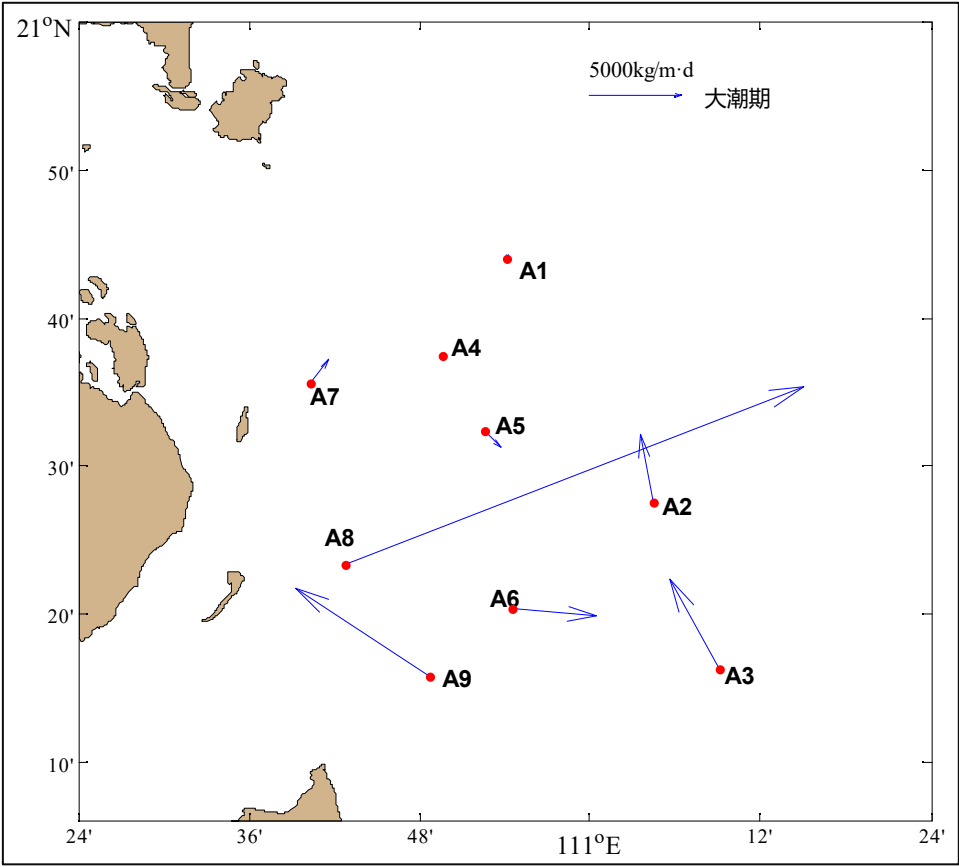 21°N
5000kg/m·d
大潮期
50'
A1
40'
A4
A7
A5
30'
A2
A8
A6
20'
A3
A9
10'
24'
36'
48'
111°E
12'
24'